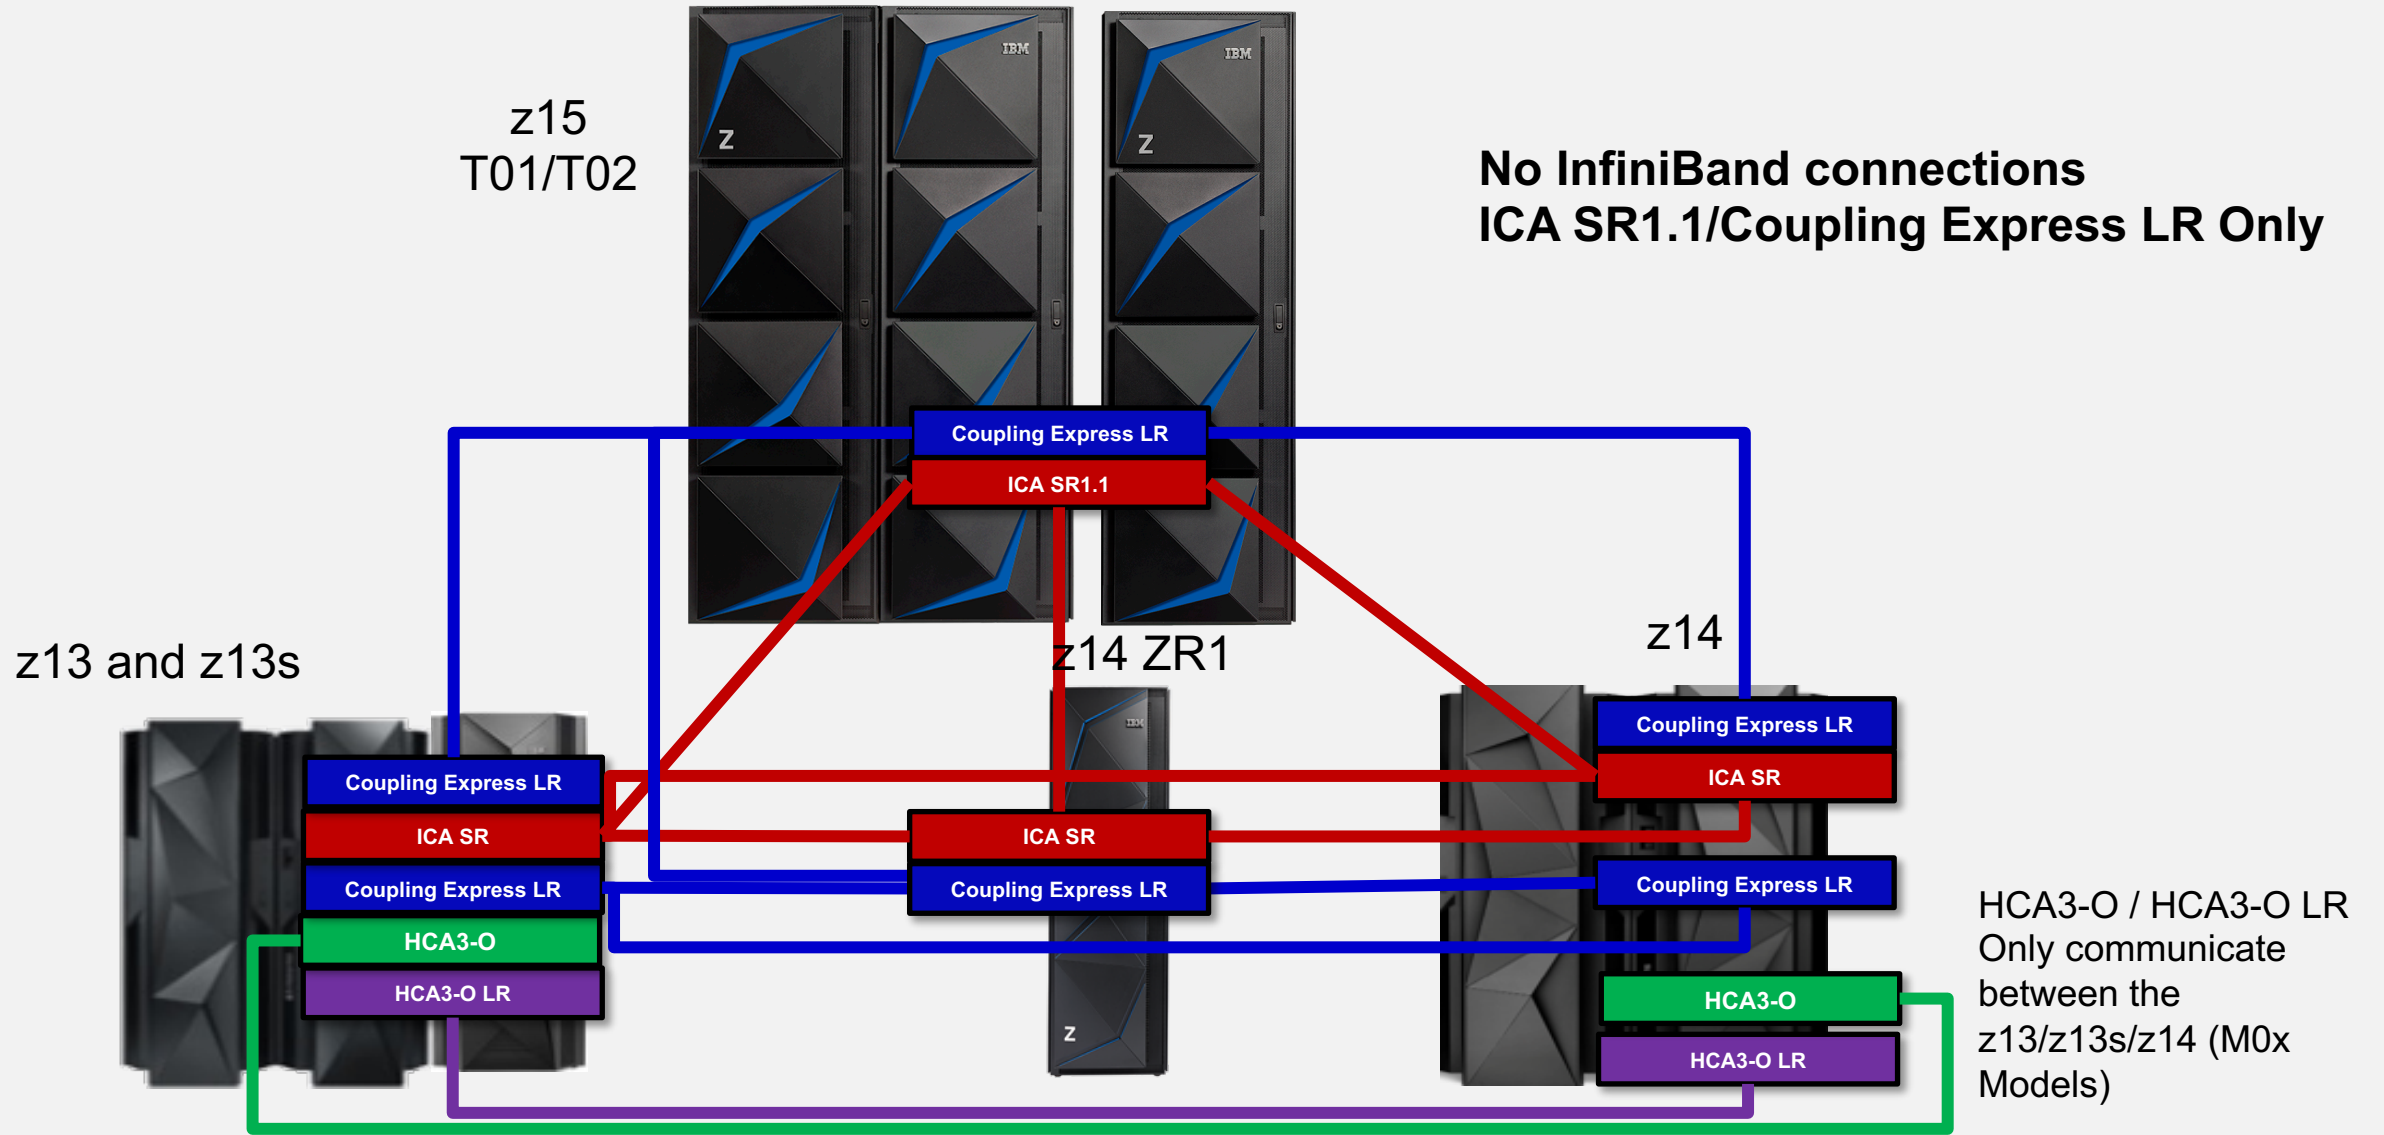 z15
T01/T02
IBM
Z
IBM
Z
No InfiniBand connections
ICA SR1.1/Coupling Express LR Only
Coupling Express LR
ICA SR1.1
z13 and z13s
z14 ZR1
z14
Coupling Express LR
ICA SR
Coupling Express LR
HCA3-O
HCA3-O LR
IBM
ICA SR
Coupling Express LR
Z
Coupling Express LR
ICA SR
Coupling Express LR
HCA3-O
HCA3-O LR
HCA3-O / HCA3-O LR
Only communicate
between the
z13/z13s/z14 (M0x
Models)